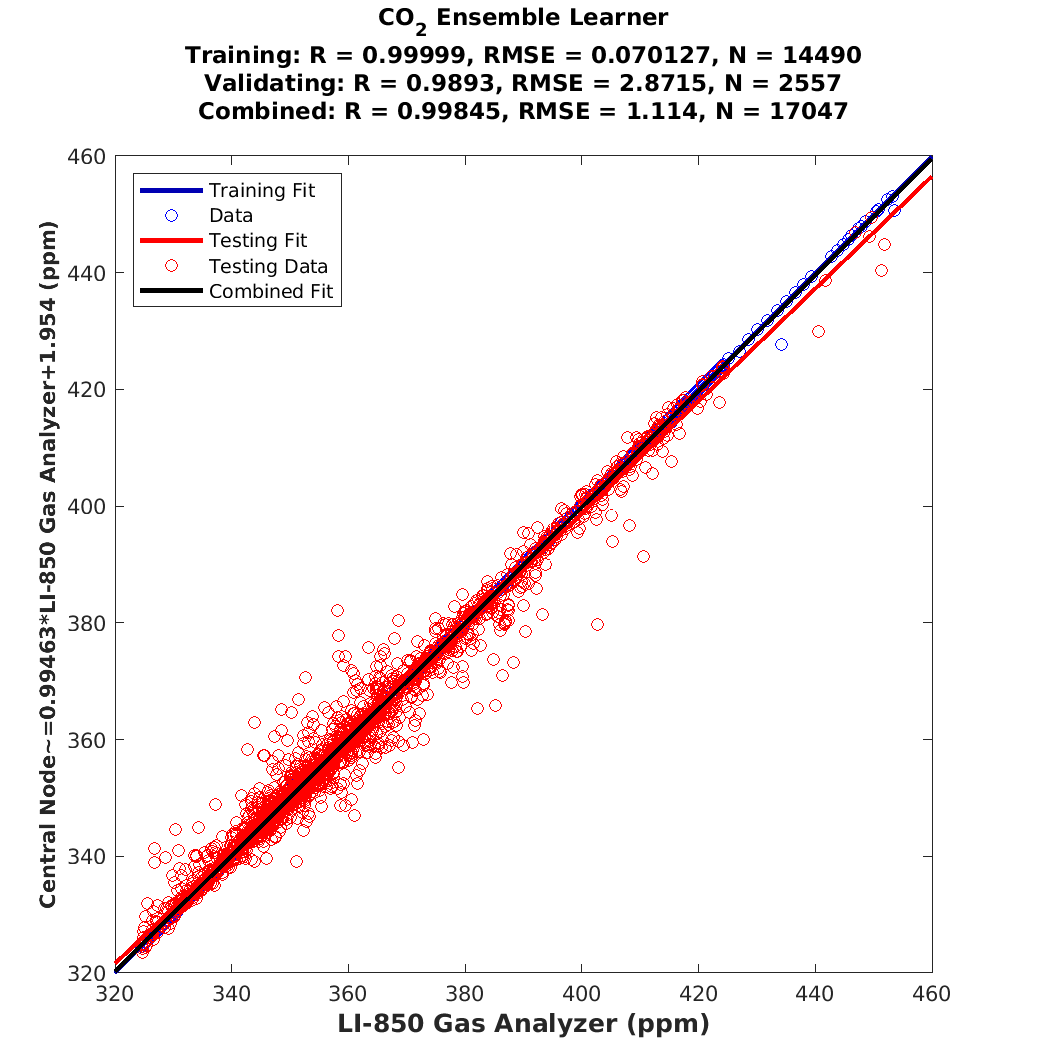 CO2 Ensemble Learner
Training: R = 0.99999, RMSE = 0.070127, N = 14490
Validating: R = 0.9893, RMSE = 2.8715, N = 2557
Combined: R = 0.99845, RMSE = 1.114, N = 17047
Central Node~=0.99463*LI-850 Gas Analyzer+1.954 (ppm)
460
440
420
400
380
360
340
320
Training Fit
Data
Testing Fit
Testing Data
Combined Fit
320 340 360 380 400 420 440 460
LI-850 Gas Analyzer (ppm)